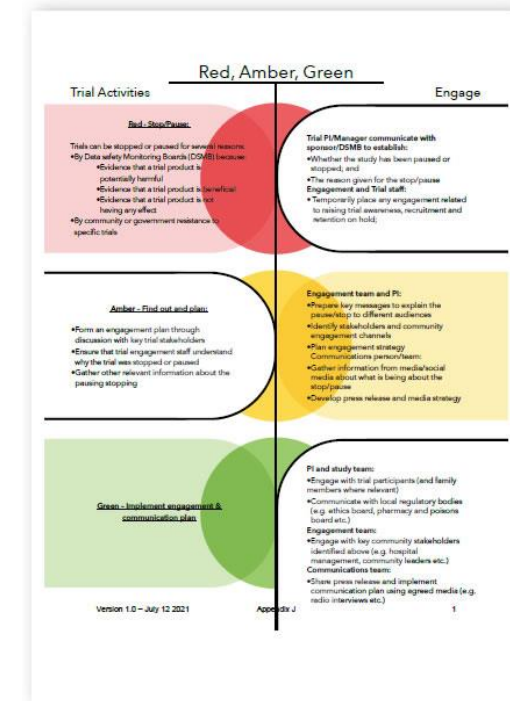 Red, Amber, Green
Trial Activities
Engage
Red - Stop/Pause:
Trials can be stopped or paused for several reasons
•By Data safety Monitoring Boards (DSMB) because
•Evidence that a trial product is
potentially harmful
•Evidence that a trial product is beneficial
•Evidence that a trial product is not
having any effect
•By community or government resistance to
specific trials
Trial PI/Manager communicate with
sponsor/DSMB to establish:
•Whether the study has been paused or
stopped; and
•The reason given for the stop/pause
Engagement and Trial staff:
• Temporarily place any engagement related
to raising trial awareness, recruitment and
retention on hold;
Amber - Find out and plan:
•Form an engagement plan through
discussion with key trial stakeholders
•Ensure that trial engagement staff understand
why the trial was stopped or paused
•Gather other relevant information about the
pausing stopping
Engagement team and PI:
•Prepare key messages to explain the
pause/stop to different audiences
•Identify stakeholders and community
engagement channels
•Plan engagement strategy
Communications person/team:
•Gather information from media/social
media about what is being about the
stop/pause
•Develop press release and media strategy
Green - Implement engagement &
communication plan
PI and study team:
•Engage with trial participants (and family
members where relevant)
•Communicate with local regulatory bodies
(e.g. ethics board, pharmacy and poisons
board etc.)
Engagement team:
•Engage with key community stakeholders
identified above (e.g. hospital
management, community leaders etc.)
Communications team:
•Share press release and implement
communication plan using agreed media (e.g.
radio interviews etc.)
Version 1.0 – July 12 2021
Appendix J
1